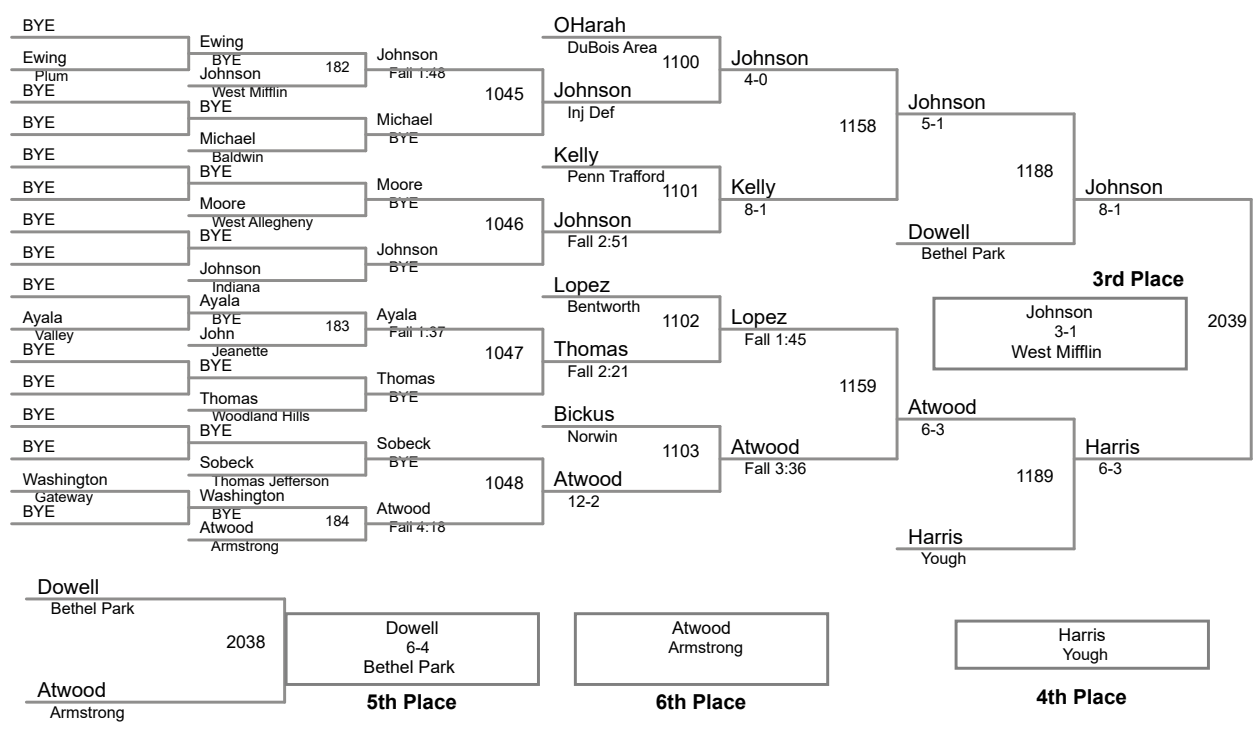 BYE
Ewing
Plum
BYE
BYE
BYE
BYE
BYE
BYE
BYE
Ayala
Valley
BYE
BYE
BYE
BYE
Washington
Gateway
BYE
Ewing
BYE
182
Johnson
West Mifflin
BYE
Michael
Baldwin
BYE
Moore
West Allegheny
BYE
Johnson
Indiana
Ayala
BYE
183
John
Jeanette
BYE
Thomas
Woodland Hills
BYE
Sobeck
Thomas Jefferson
Washington
BYE
184
Atwood
Armstrong
Johnson
Fall 1:48
1045
Michael
BYE
Moore
BYE
1046
Johnson
BYE
Ayala
Fall 1:37
1047
Thomas
BYE
Sobeck
BYE
1048
Atwood
Fall 4:18
OHarah
DuBois Area
1100
Johnson
Inj Def
Kelly
Penn Trafford
1101
Johnson
Fall 2:51
Lopez
Bentworth
1102
Thomas
Fall 2:21
Bickus
Norwin
1103
Atwood
12-2
Johnson
4-0
1158
Kelly
8-1
Lopez
Fall 1:45
1159
Atwood
Fall 3:36
Johnson
5-1
1188
Dowell
Bethel Park
Atwood
6-3
1189
Harris
Yough
Johnson
8-1
2039
Harris
6-3
3rd Place
Johnson
3-1
West Mifflin
Dowell
Bethel Park
2038
Atwood
Armstrong
Dowell
6-4
Bethel Park
5th Place
Atwood
Armstrong
6th Place
Harris
Yough
4th Place